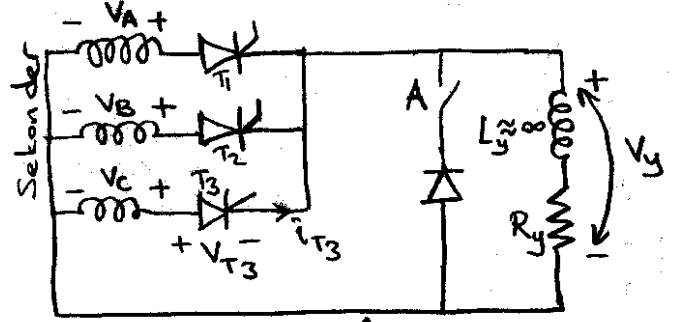 - VA +
T1
- VB +
T2
- VC +
T3
+ VT3 -
iT3
Sekonder
A
Ly ≈ ∞
Ry
+
Vy
-